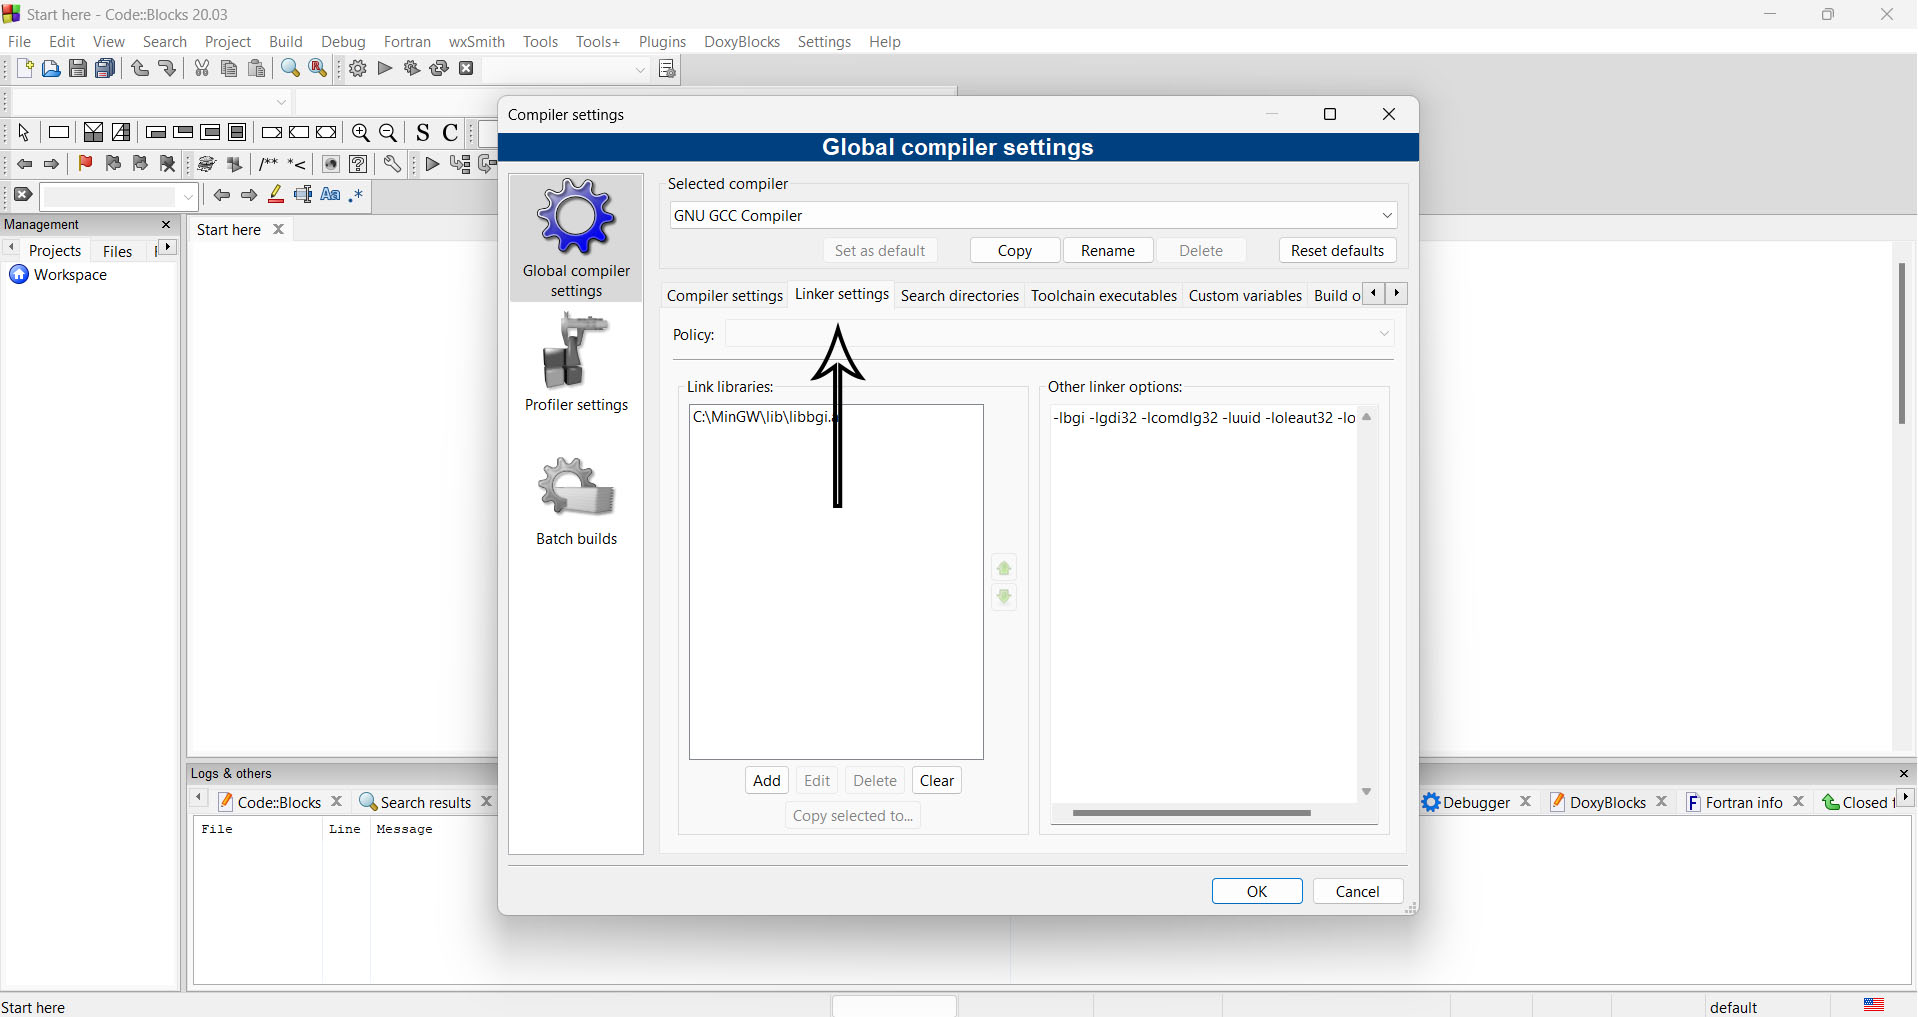 Start here - Code::Blocks 20.03
File Edit View Search Project Build Debug Fortran wxSmith Tools Tools+ Plugins DoxyBlocks Settings Help
S C
/** *<
Aa .*
Management
Projects Files
Workspace
Start here
Compiler settings
Global compiler settings
Global compiler
settings
Profiler settings
Batch builds
Selected compiler
GNU GCC Compiler
Set as default Copy Rename Delete Reset defaults
Compiler settings Linker settings Search directories Toolchain executables Custom variables Build o
Policy:
Link libraries:
C:\MinGW\lib\libbgi.a
Add Edit Delete Clear
Copy selected to...
Other linker options:
-lbgi -lgdi32 -lcomdlg32 -luuid -loleaut32 -lo
OK Cancel
Logs & others
Code::Blocks Search results Debugger DoxyBlocks Fortran info Closed f
File Line Message
Start here default